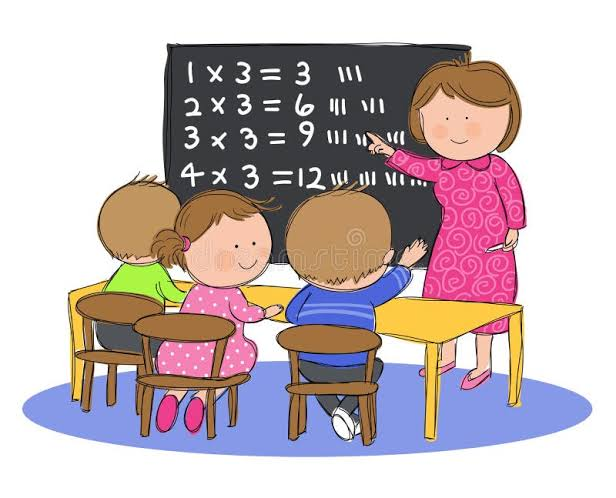 1 × 3 = 3 III
2 × 3 = 6 III III
3 × 3 = 9 III III III
4 × 3 = 12 III III III III
dreamstime